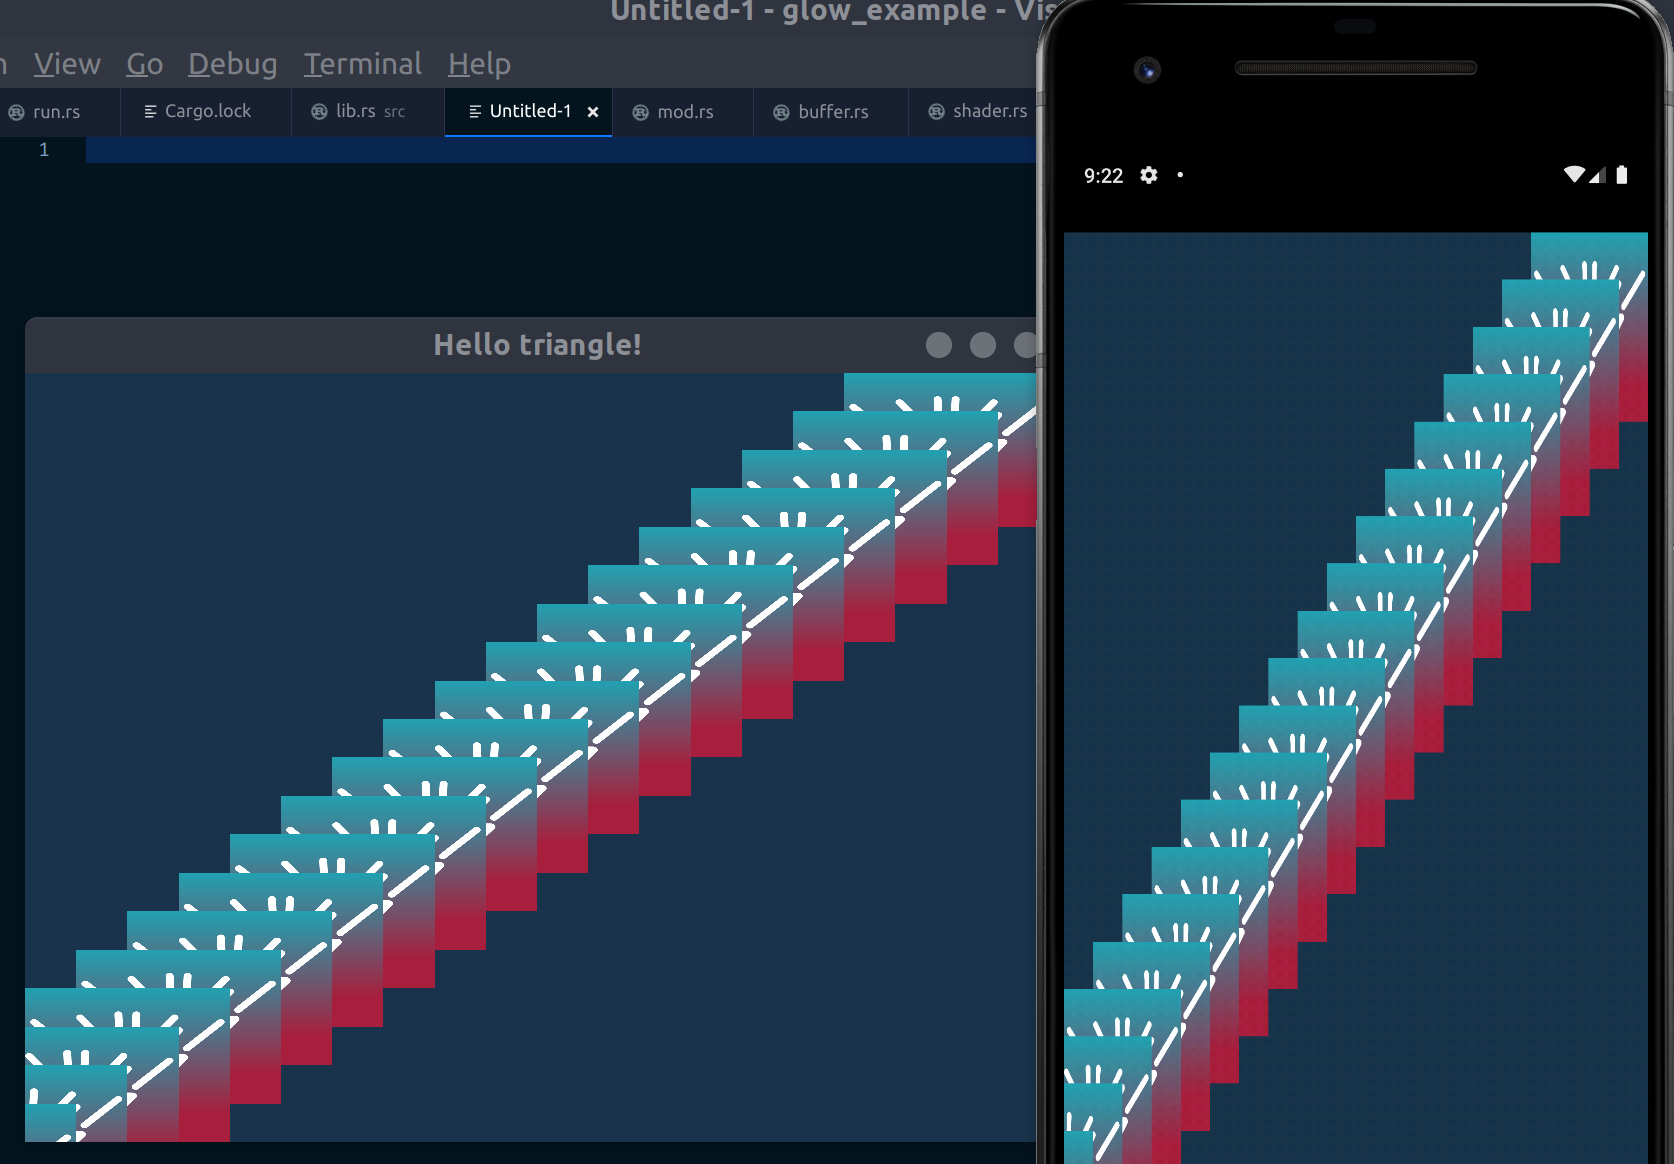 Untitled-1 - glow_example - Vis
View Go Debug Terminal Help
run.rs Cargo.lock lib.rs src Untitled-1 × mod.rs buffer.rs shader.rs
1
Hello triangle!
9:22